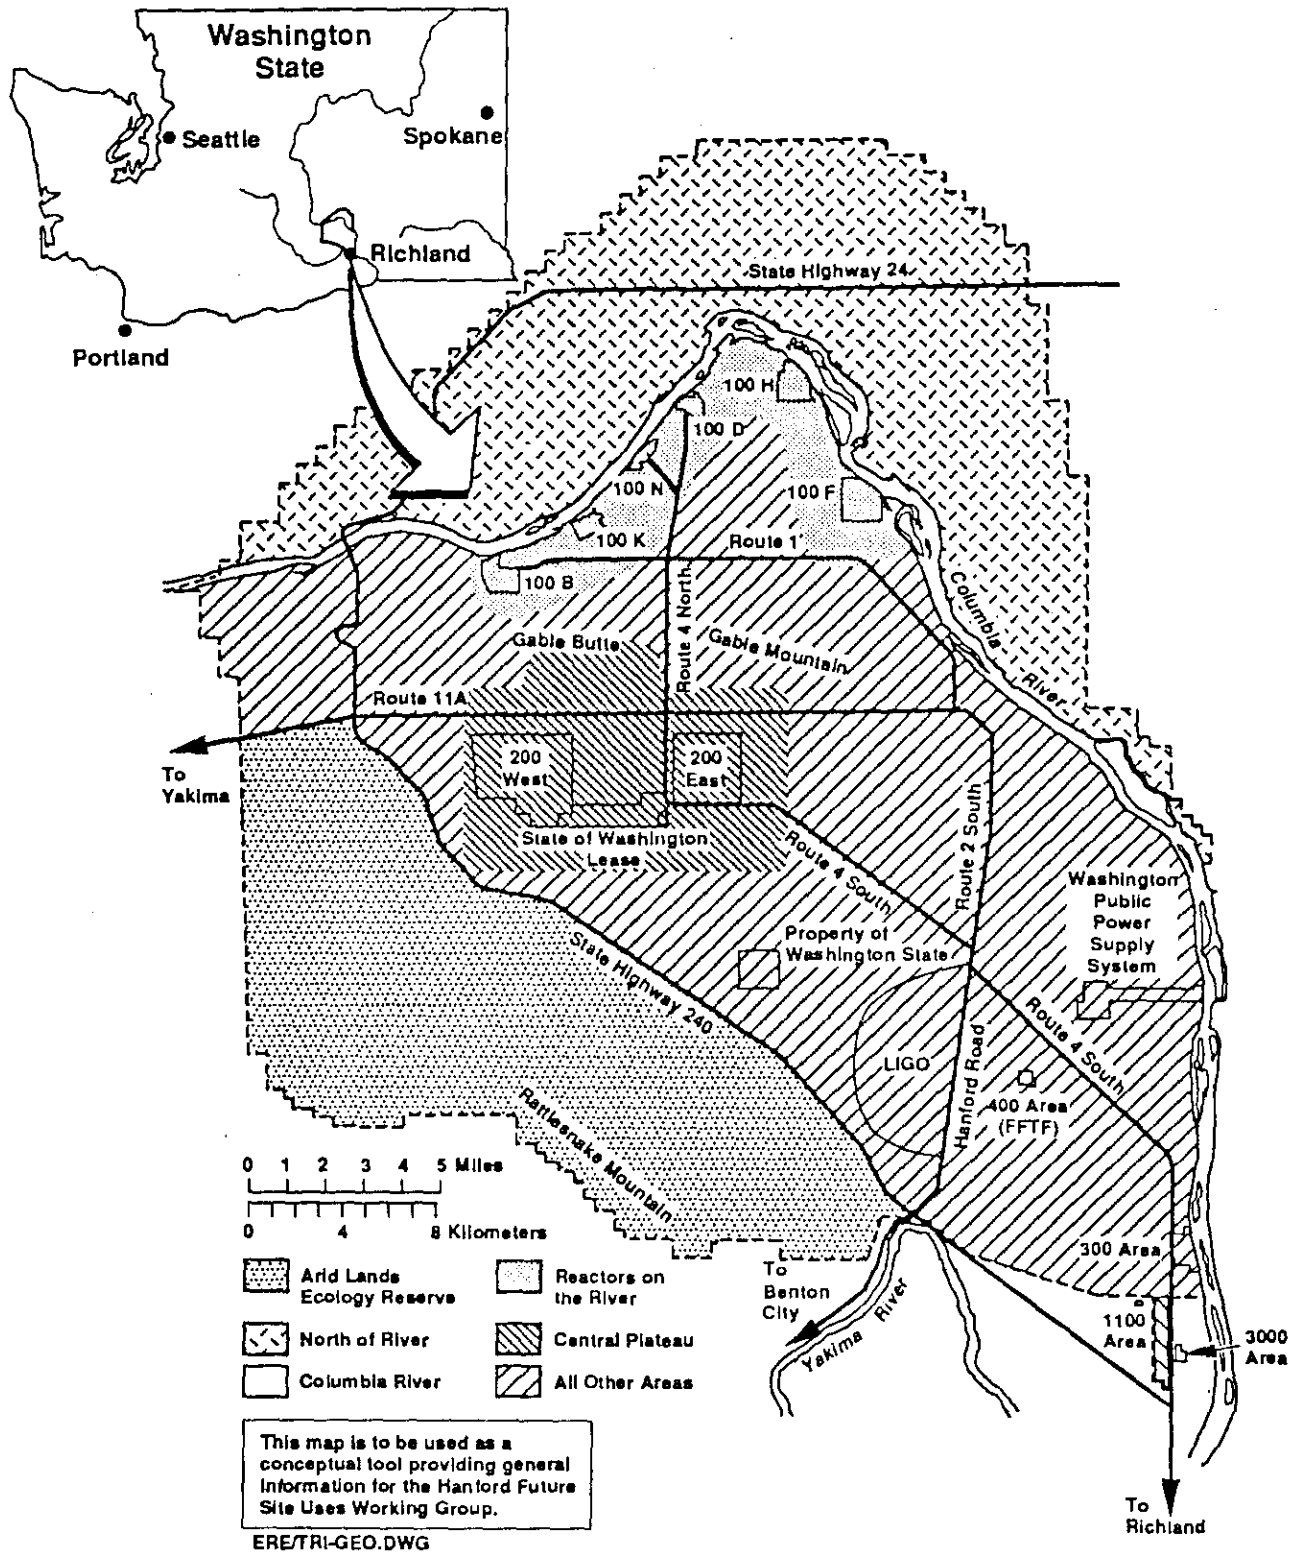 Washington
State
Seattle
Spokane
Richland
Portland
State Highway 24
100 H
100 D
100 N
100 F
100 K
Route 1
100 B
Columbia
River
Gable Butte
Route 4 North
Gable Mountain
Route 11A
To
Yakima
200
West
200
East
State of Washington
Lease
Route 4 South
Route 2 South
Washington
Public
Power
Supply
System
Property of
Washington State
State Highway 240
Route 4 South
LIGO
Hanford Road
400 Area
(FFTF)
Rattlesnake Mountain
0 1 2 3 4 5 Miles
0 4 8 Kilometers
300 Area
To
Benton
City
Yakima River
1100
Area
3000
Area
Arid Lands
Ecology Reserve
Reactors on
the River
North of River
Central Plateau
Columbia River
All Other Areas
This map is to be used as a
conceptual tool providing general
information for the Hanford Future
Site Uses Working Group.
ERE/TRI-GEO.DWG
To
Richland